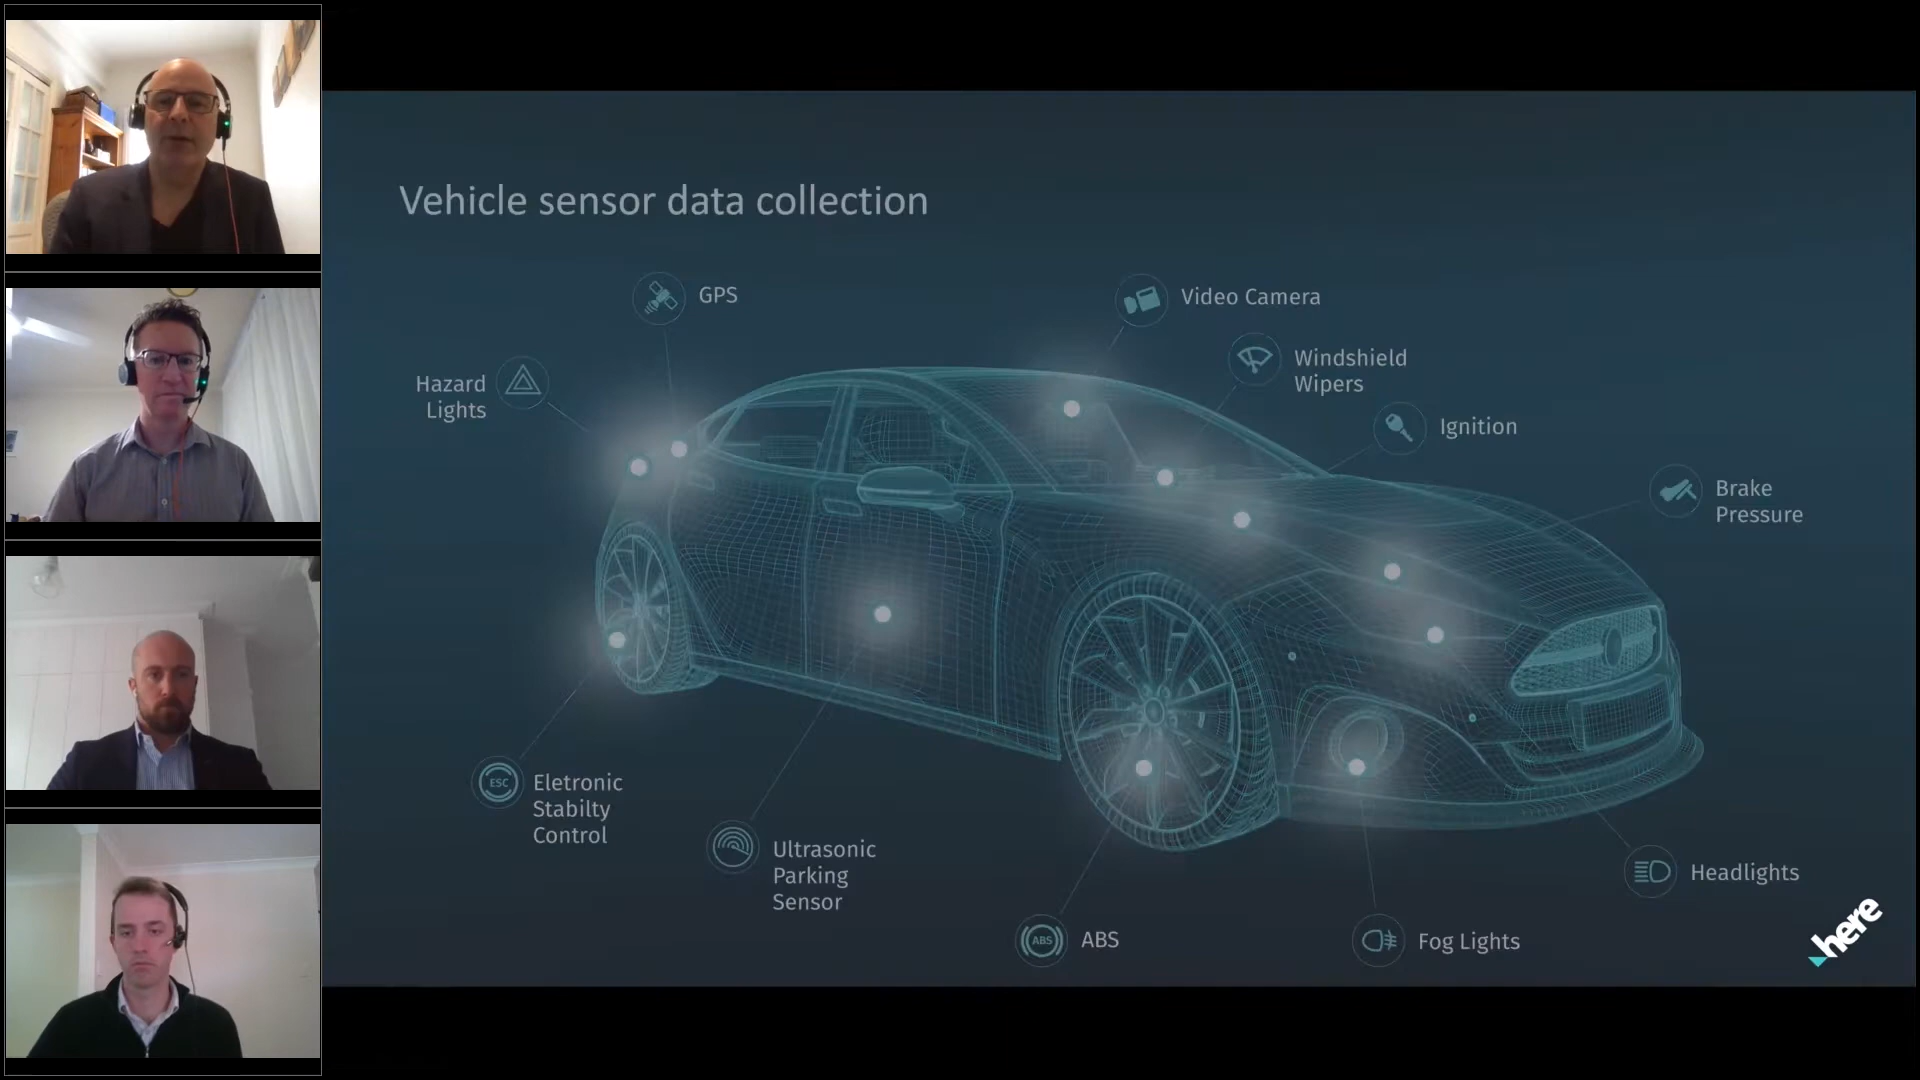 Vehicle sensor data collection
GPS
Video Camera
Windshield
Wipers
Hazard
Lights
Ignition
Brake
Pressure
ESC
Eletronic
Stabilty
Control
Ultrasonic
Parking
Sensor
ABS
ABS
Fog Lights
Headlights
here